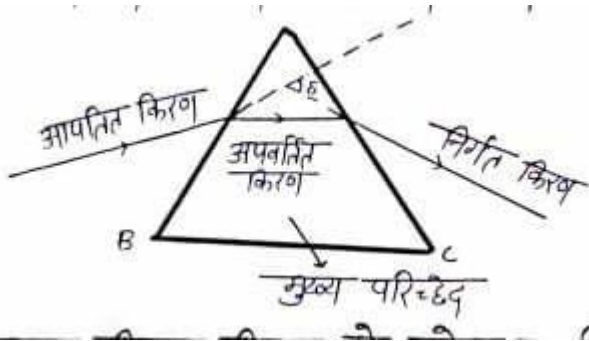 आपतित किरण
अपवर्तित
किरण
निर्गत किरण
B
C
मुख्य परिच्छेद